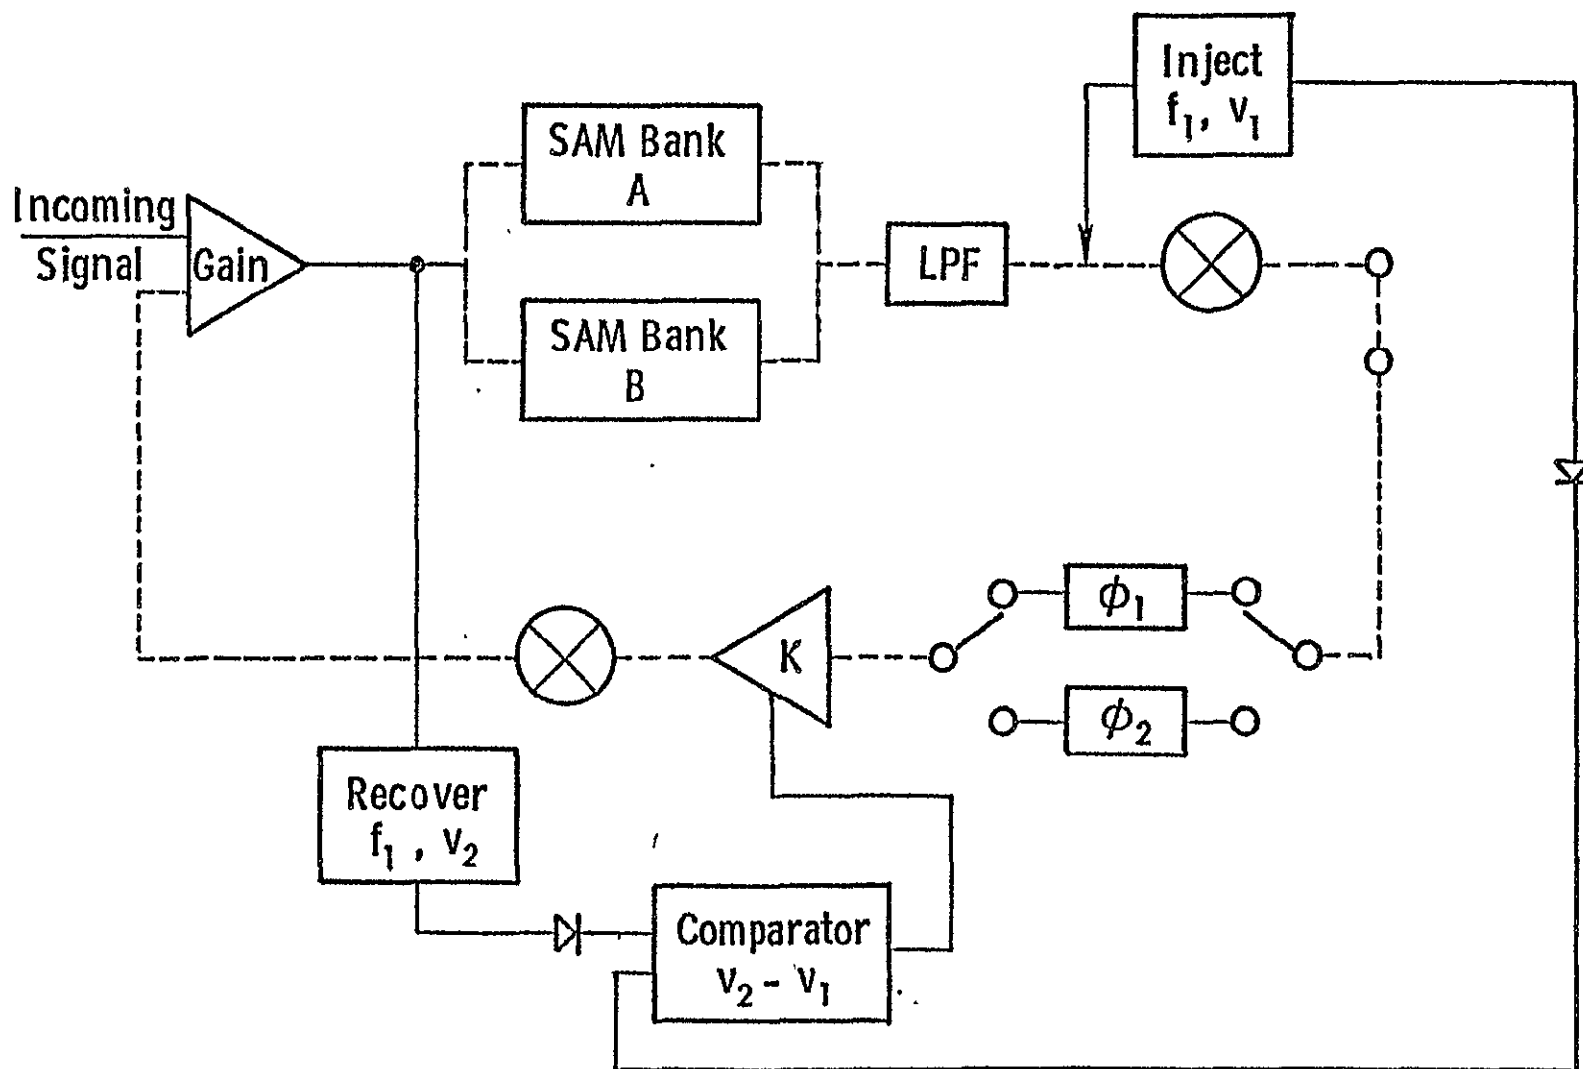 Inject
f₁, v₁
SAM Bank
A
Incoming
Signal
Gain
LPF
SAM Bank
B
ϕ₁
K
ϕ₂
Recover
f₁, v₂
Comparator
v₂ - v₁